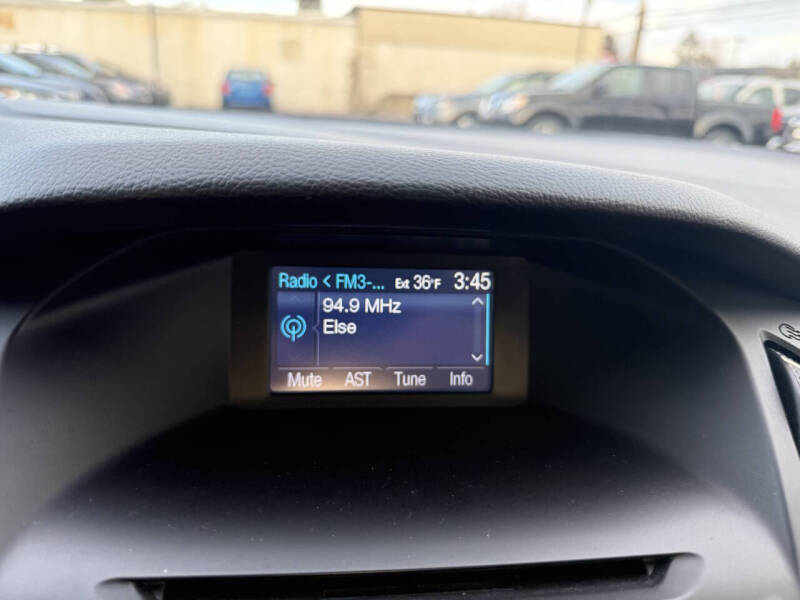 Radio < FM3-... Ext 36°F 3:45
94.9 MHz
Else
Mute AST Tune Info